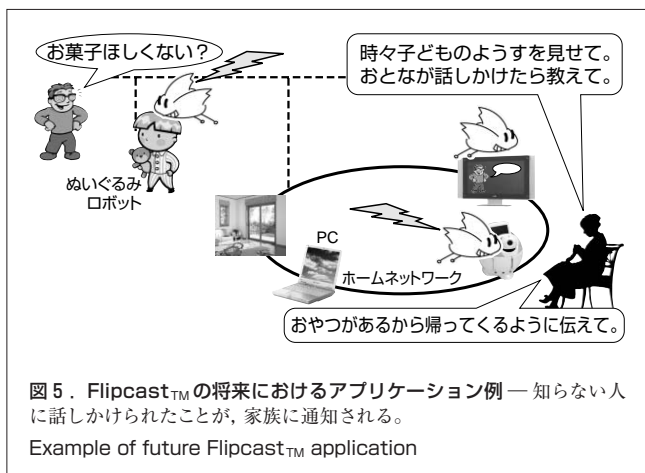 お菓子ほしくない？
時々子どものようすを見せて。
おとなが話しかけたら教えて。
ぬいぐるみ
ロボット
PC
ホームネットワーク
おやつがあるから帰ってくるように伝えて。
図5．Flipcast™の将来におけるアプリケーション例 — 知らない人
に話しかけられたことが，家族に通知される。
Example of future Flipcast™ application